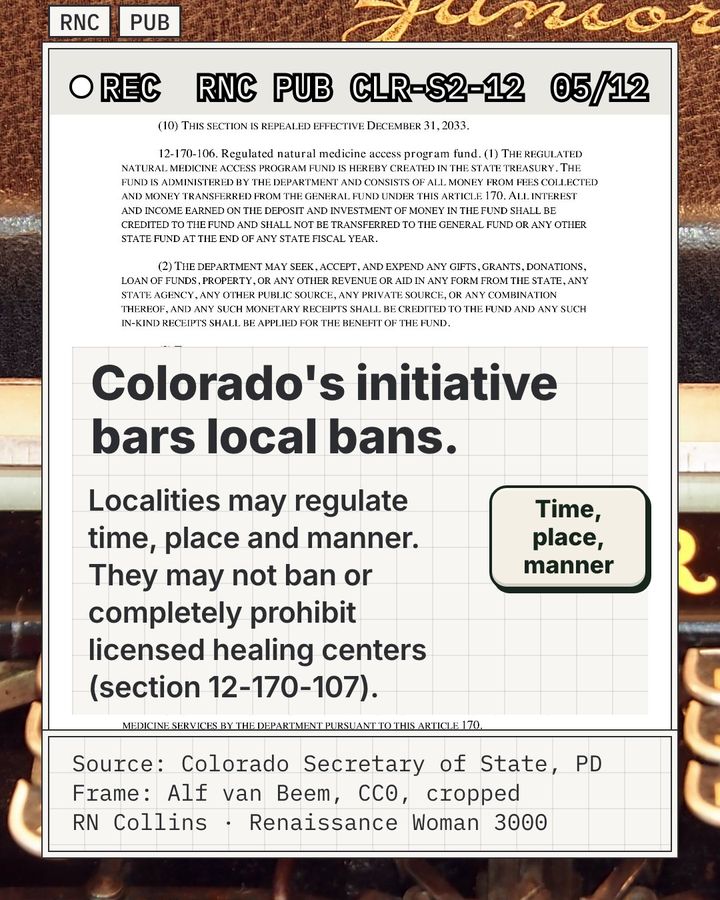 RNC PUB
Junior
REC RNC PUB CLR-S2-12 05/12
(10) THIS SECTION IS REPEALED EFFECTIVE DECEMBER 31, 2033.
12-170-106. Regulated natural medicine access program fund. (1) THE REGULATED
NATURAL MEDICINE ACCESS PROGRAM FUND IS HEREBY CREATED IN THE STATE TREASURY. THE
FUND IS ADMINISTERED BY THE DEPARTMENT AND CONSISTS OF ALL MONEY FROM FEES COLLECTED
AND MONEY TRANSFERRED FROM THE GENERAL FUND UNDER THIS ARTICLE 170. ALL INTEREST
AND INCOME EARNED ON THE DEPOSIT AND INVESTMENT OF MONEY IN THE FUND SHALL BE
CREDITED TO THE FUND AND SHALL NOT BE TRANSFERRED TO THE GENERAL FUND OR ANY OTHER
STATE FUND AT THE END OF ANY STATE FISCAL YEAR.
(2) THE DEPARTMENT MAY SEEK, ACCEPT, AND EXPEND ANY GIFTS, GRANTS, DONATIONS,
LOAN OF FUNDS, PROPERTY, OR ANY OTHER REVENUE OR AID IN ANY FORM FROM THE STATE, ANY
STATE AGENCY, ANY OTHER PUBLIC SOURCE, ANY PRIVATE SOURCE, OR ANY COMBINATION
THEREOF, AND ANY SUCH MONETARY RECEIPTS SHALL BE CREDITED TO THE FUND AND ANY SUCH
IN-KIND RECEIPTS SHALL BE APPLIED FOR THE BENEFIT OF THE FUND.
Colorado's initiative
bars local bans.
Localities may regulate
time, place and manner.
They may not ban or
completely prohibit
licensed healing centers
(section 12-170-107).
Time,
place,
manner
MEDICINE SERVICES BY THE DEPARTMENT PURSUANT TO THIS ARTICLE 170.
Source: Colorado Secretary of State, PD
Frame: Alf van Beem, CC0, cropped
RN Collins · Renaissance Woman 3000